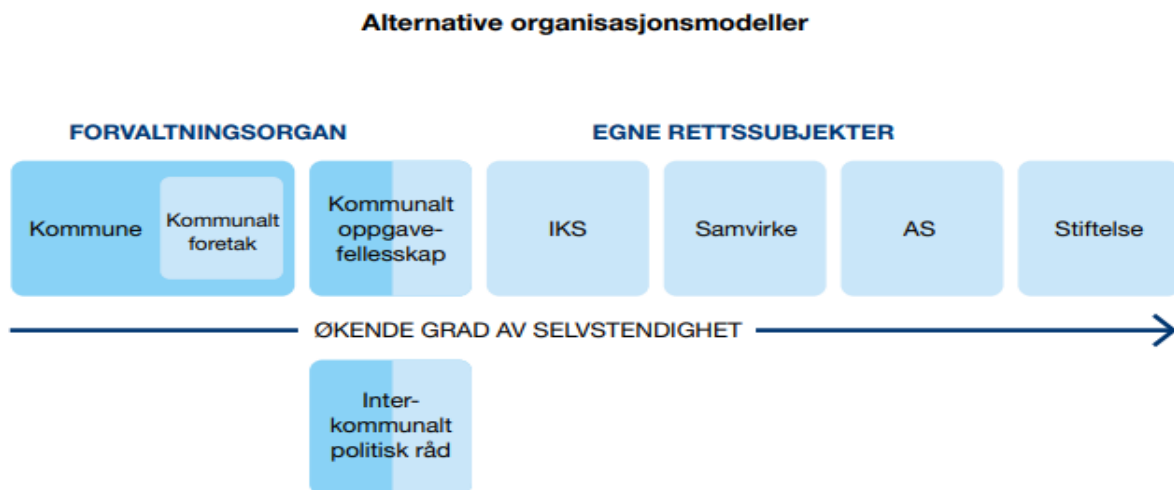 Alternative organisasjonsmodeller
FORVALTNINGSORGAN
EGNE RETTSSUBJEKTER
Kommune
Kommunalt
foretak
Kommunalt
oppgave-
fellesskap
IKS
Samvirke
AS
Stiftelse
ØKENDE GRAD AV SELVSTENDIGHET
Inter-
kommunalt
politisk råd